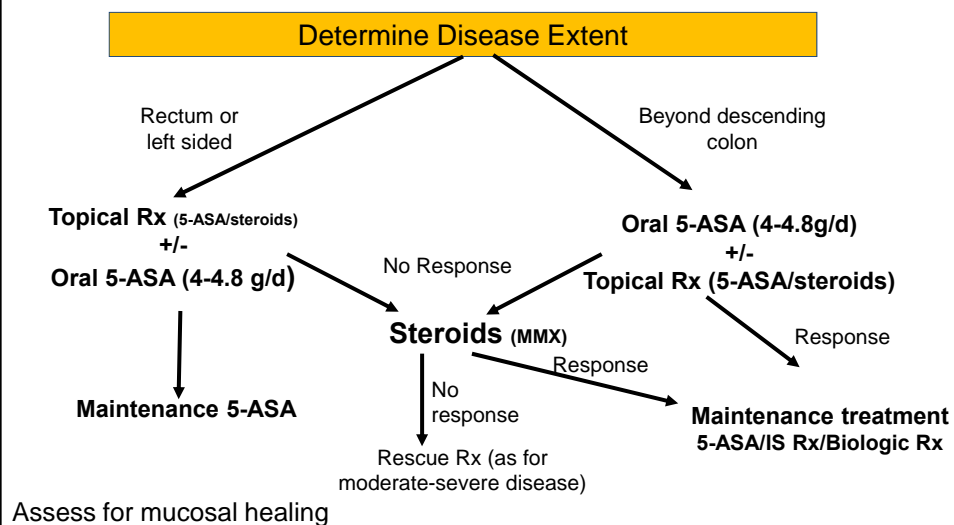 Determine Disease Extent
Rectum or
left sided
Beyond descending
colon
Topical Rx (5-ASA/steroids)
+/-
Oral 5-ASA (4-4.8 g/d)
Oral 5-ASA (4-4.8g/d)
+/-
Topical Rx (5-ASA/steroids)
No Response
Steroids (MMX)
Response
Response
No
response
Maintenance 5-ASA
Maintenance treatment
5-ASA/IS Rx/Biologic Rx
Rescue Rx (as for
moderate-severe disease)
Assess for mucosal healing